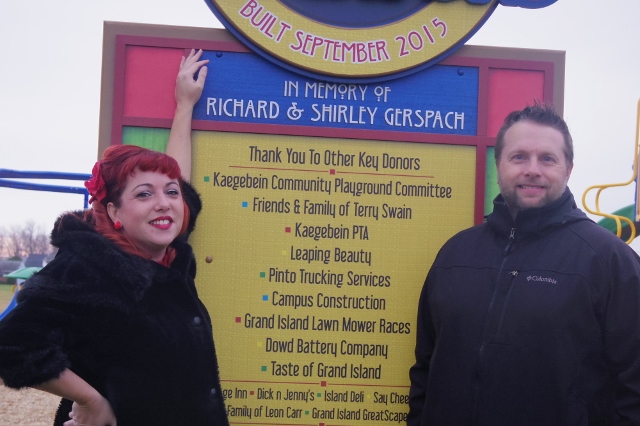 BUILT SEPTEMBER 2015
IN MEMORY OF
RICHARD & SHIRLEY GERSPACH
Thank You To Other Key Donors
Kaegebein Community Playground Committee
Friends & Family of Terry Swain
Kaegebein PTA
Leaping Beauty
Pinto Trucking Services
Campus Construction
Grand Island Lawn Mower Races
Dowd Battery Company
Taste of Grand Island
Inn ▪ Dick n Jenny's ▪ Island Deli ▪ Say
Family of Leon Carr ▪ Grand Island GreatScape
Columbia